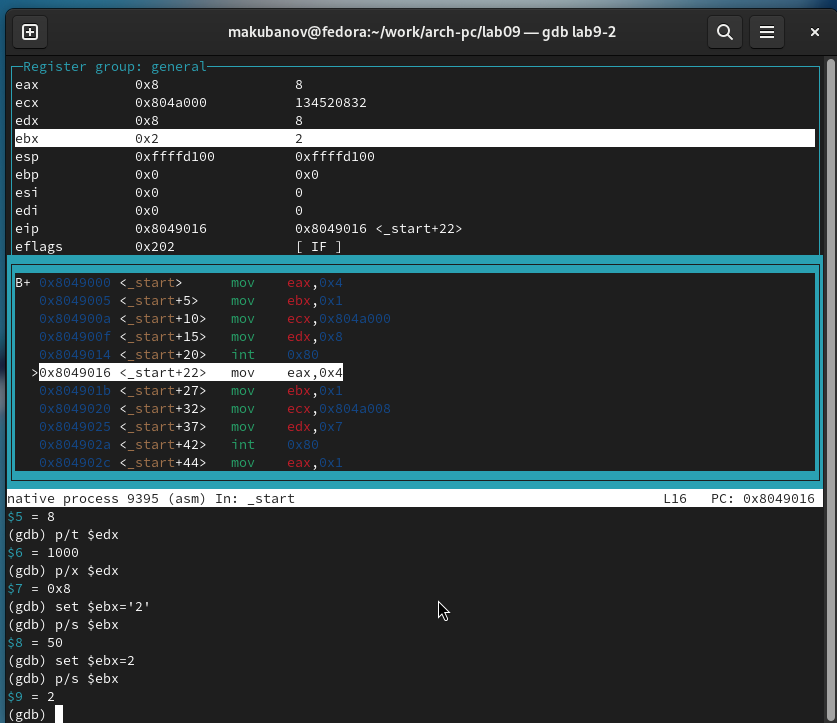 makubanov@fedora:~/work/arch-pc/lab09 — gdb lab9-2
Register group: general
eax 0x8 8
ecx 0x804a000 134520832
edx 0x8 8
ebx 0x2 2
esp 0xffffd100 0xffffd100
ebp 0x0 0x0
esi 0x0 0
edi 0x0 0
eip 0x8049016 0x8049016 <_start+22>
eflags 0x202 [ IF ]
B+ 0x8049000 <_start> mov eax,0x4
0x8049005 <_start+5> mov ebx,0x1
0x804900a <_start+10> mov ecx,0x804a000
0x804900f <_start+15> mov edx,0x8
0x8049014 <_start+20> int 0x80
>0x8049016 <_start+22> mov eax,0x4
0x804901b <_start+27> mov ebx,0x1
0x8049020 <_start+32> mov ecx,0x804a008
0x8049025 <_start+37> mov edx,0x7
0x804902a <_start+42> int 0x80
0x804902c <_start+44> mov eax,0x1
native process 9395 (asm) In: _start L16 PC: 0x8049016
$5 = 8
(gdb) p/t $edx
$6 = 1000
(gdb) p/x $edx
$7 = 0x8
(gdb) set $ebx='2'
(gdb) p/s $ebx
$8 = 50
(gdb) set $ebx=2
(gdb) p/s $ebx
$9 = 2
(gdb)